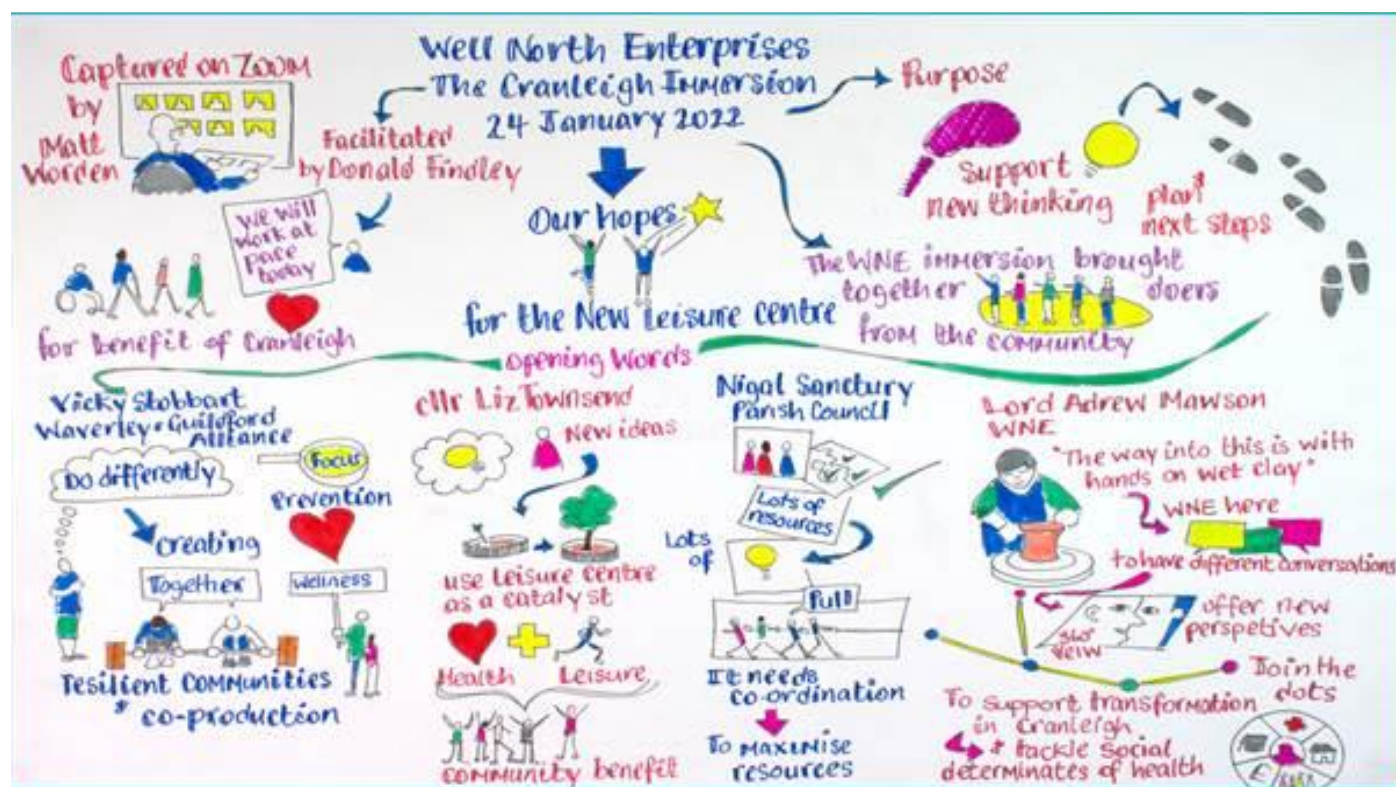 Well North Enterprises
The Cranleigh Immersion
24 January 2022
Captured on Zoom
by
Matt
Worden
Facilitated
by Donald Findley
We will
work at
pace
today
for benefit of Cranleigh
Our hopes
for the New Leisure centre
Purpose
Support
new thinking
plan &
next steps
The WNE immersion brought
together doers
from the community
opening words
Vicky Stobbart
Waverley & Guildford
Alliance
Do differently
Focus
Prevention
creating
Together
wellness
resilient communities
& co-production
cllr Liz Townsend
New ideas
use leisure centre
as a catalyst
Health Leisure
community benefit
Nigal Sanctury
Parish Council
Lots of
resources
Lots
of
Pull
It needs
co-ordination
To maximise
resources
Lord Adrew Mawson
WNE
"The way into this is with
hands on wet clay"
WNE here
to have different conversations
offer new
perspetives
Join the
dots
To support transformation
in Cranleigh
& tackle social
determinates of health